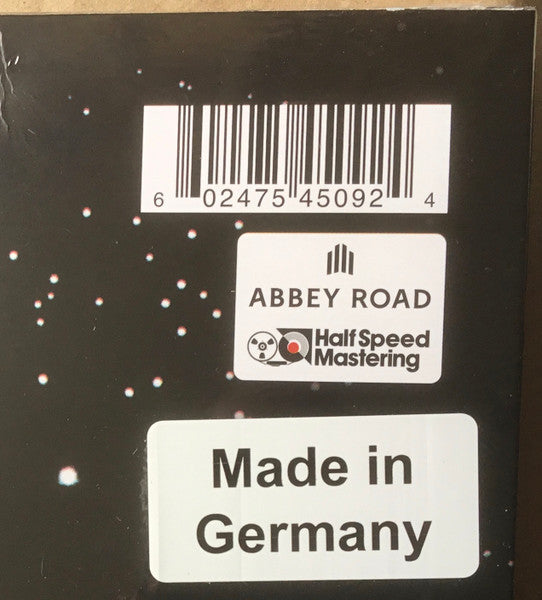 6 02475 45092 4
ABBEY ROAD
Half Speed
Mastering
Made in
Germany